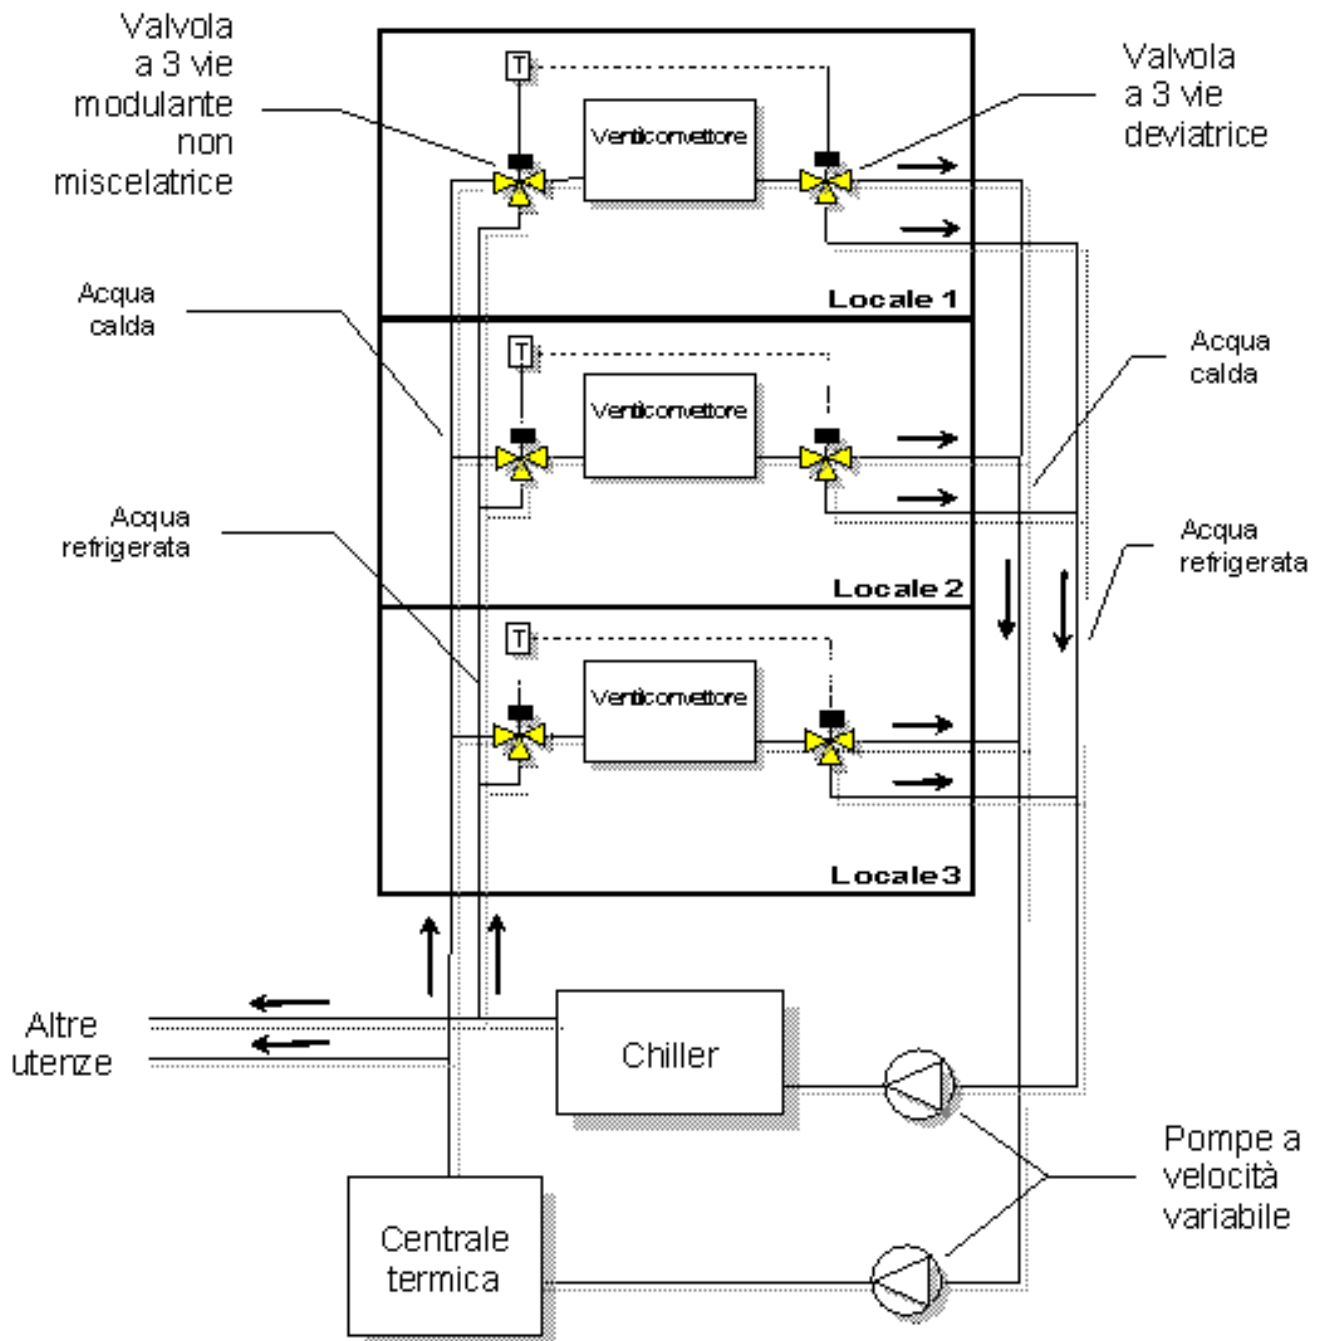 Valvola
a 3 vie
modulante
non
miscelatrice
T
Venticonvettore
Valvola
a 3 vie
deviatrice
Locale 1
Acqua
calda
T
Venticonvettore
Acqua
calda
Acqua
refrigerata
Locale 2
Acqua
refrigerata
T
Venticonvettore
Locale 3
Altre
utenze
Chiller
Centrale
termica
Pompe a
velocità
variabile